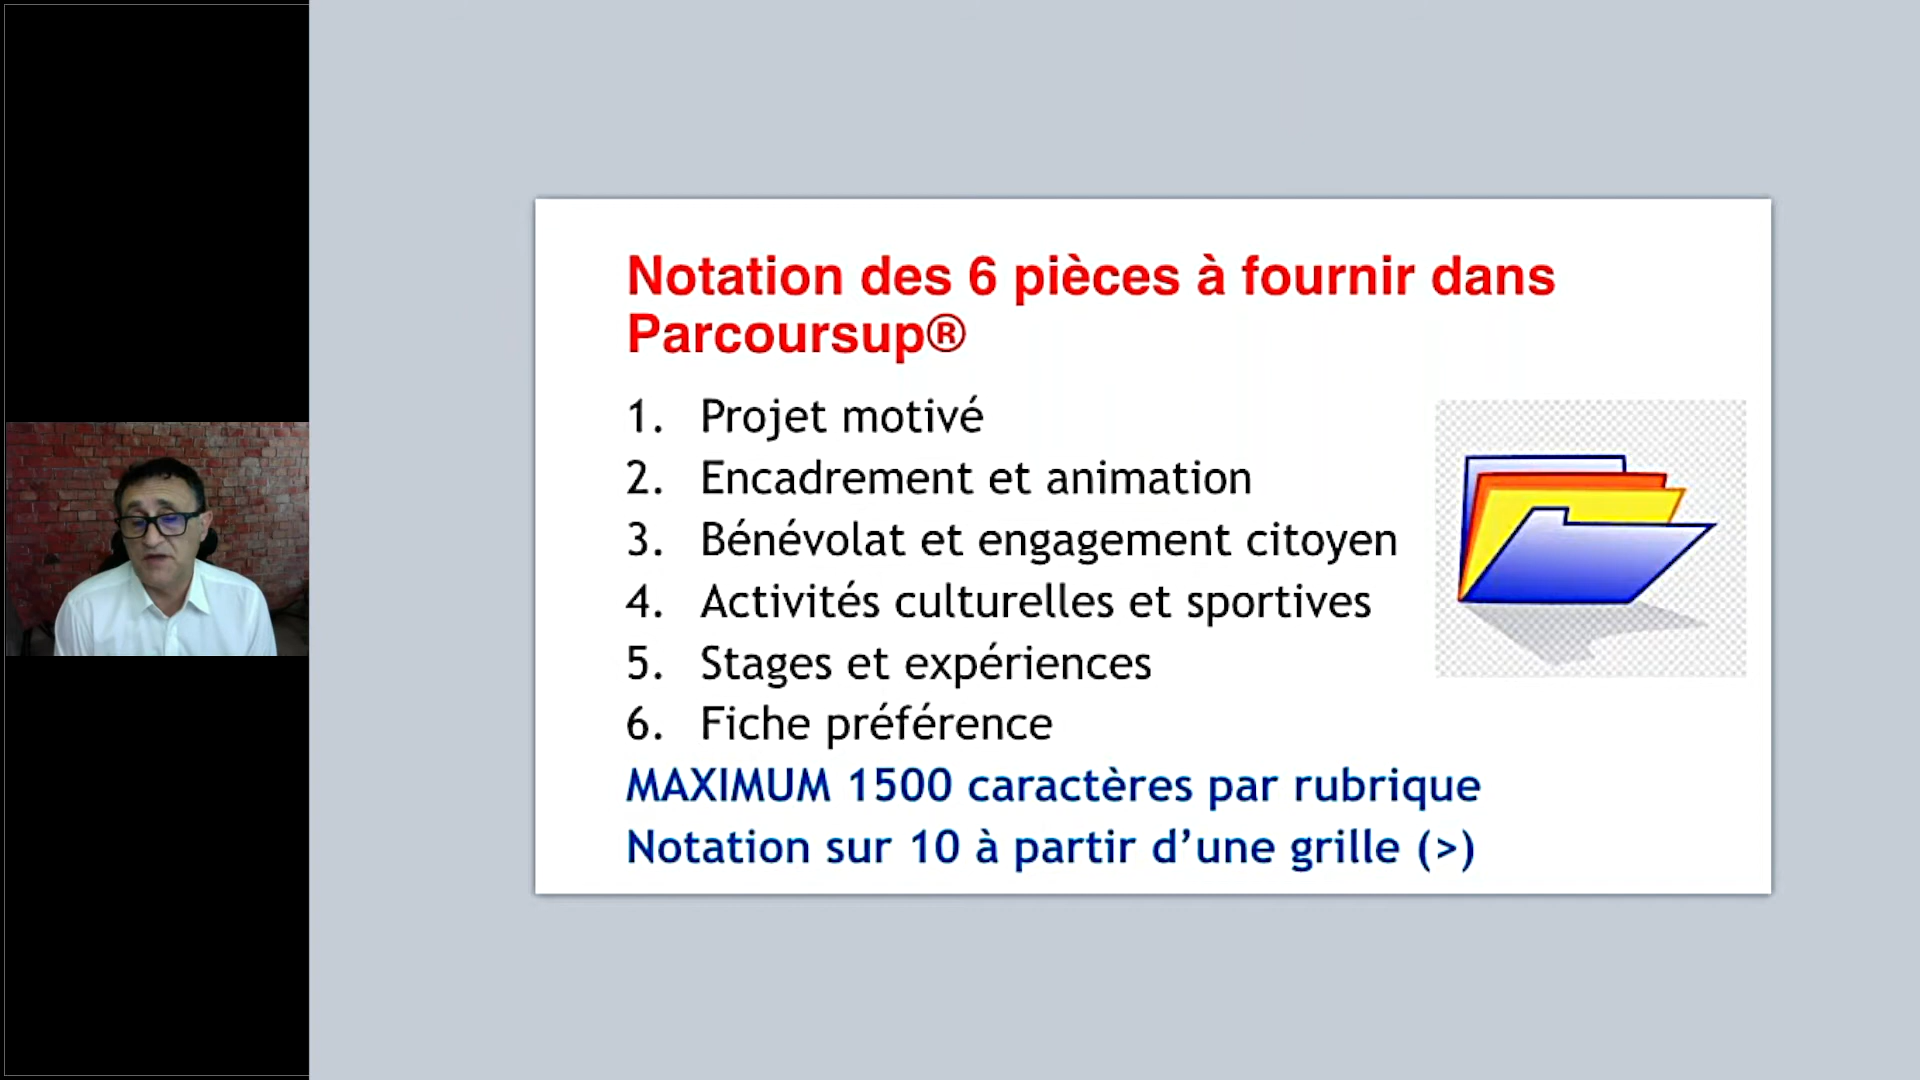 Notation des 6 pièces à fournir dans
Parcoursup®
1. Projet motivé
2. Encadrement et animation
3. Bénévolat et engagement citoyen
4. Activités culturelles et sportives
5. Stages et expériences
6. Fiche préférence
MAXIMUM 1500 caractères par rubrique
Notation sur 10 à partir d’une grille (>)